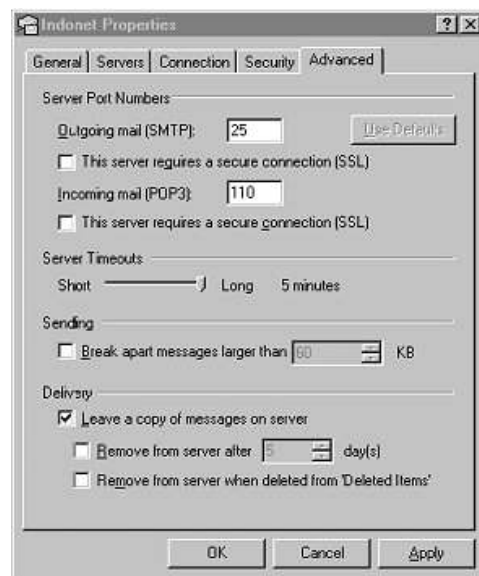 Indonet Properties
General Servers Connection Security Advanced
Server Port Numbers
Outgoing mail (SMTP): 25 Use Defaults
This server requires a secure connection (SSL)
Incoming mail (POP3): 110
This server requires a secure connection (SSL)
Server Timeouts
Short Long 5 minutes
Sending
Break apart messages larger than 60 KB
Delivery
Leave a copy of messages on server
Remove from server after 5 day(s)
Remove from server when deleted from 'Deleted Items'
OK Cancel Apply